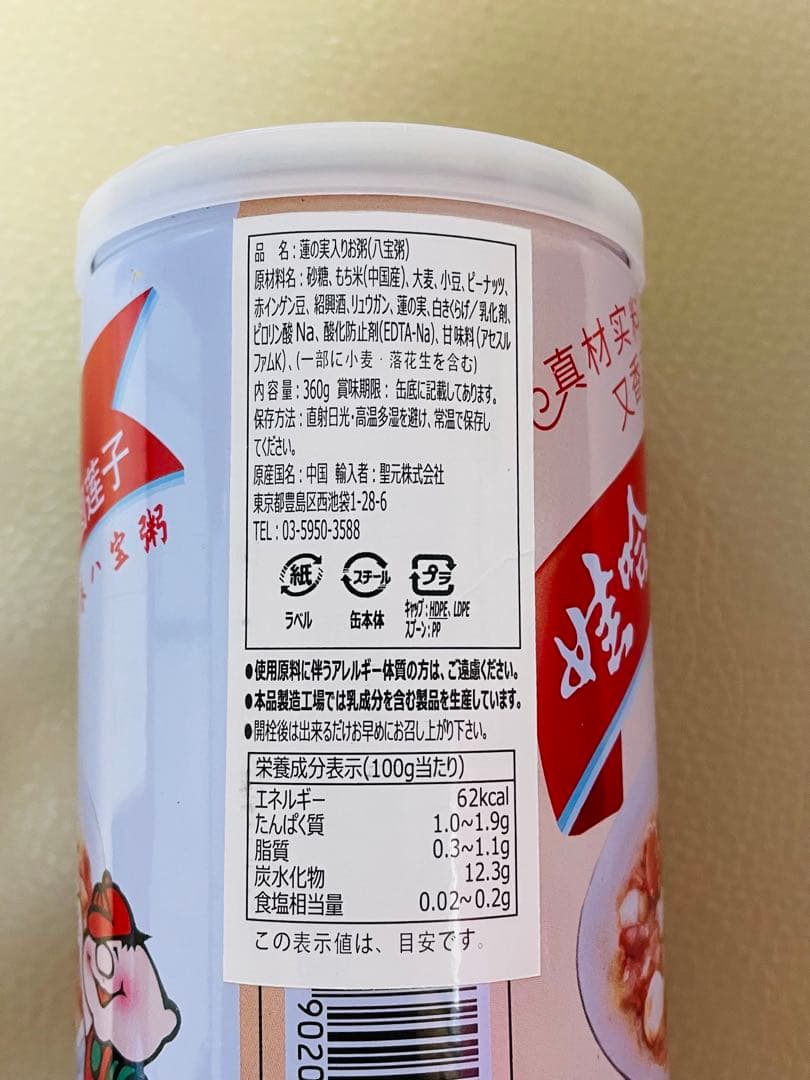 品 名：蓮の実入りお粥(八宝粥)
原材料名：砂糖、もち米(中国産)、大麦、小豆、ピーナッツ、
赤インゲン豆、紹興酒、リュウガン、蓮の実、白きくらげ/乳化剤、
ピロリン酸Na、酸化防止剤(EDTA-Na)、甘味料(アセスル
ファムK)、(一部に小麦・落花生を含む)
内容量：360g 賞味期限：缶底に記載してあります。
保存方法：直射日光・高温多湿を避け、常温で保存し
てください。
原産国名：中国 輸入者：聖元株式会社
東京都豊島区西池袋1-28-6
TEL：03-5950-3588
紙 スチール プラ
ラベル 缶本体 キャップ：HDPE、LDPE
スプーン：PP
●使用原料に伴うアレルギー体質の方は、ご遠慮ください。
●本品製造工場では乳成分を含む製品を生産しています。
●開栓後は出来るだけお早めにお召し上がり下さい。
栄養成分表示(100g当たり)
エネルギー 62kcal
たんぱく質 1.0~1.9g
脂質 0.3~1.1g
炭水化物 12.3g
食塩相当量 0.02~0.2g
この表示値は、目安です。
蓮子
八宝粥
真材实料
又香
娃哈
9020